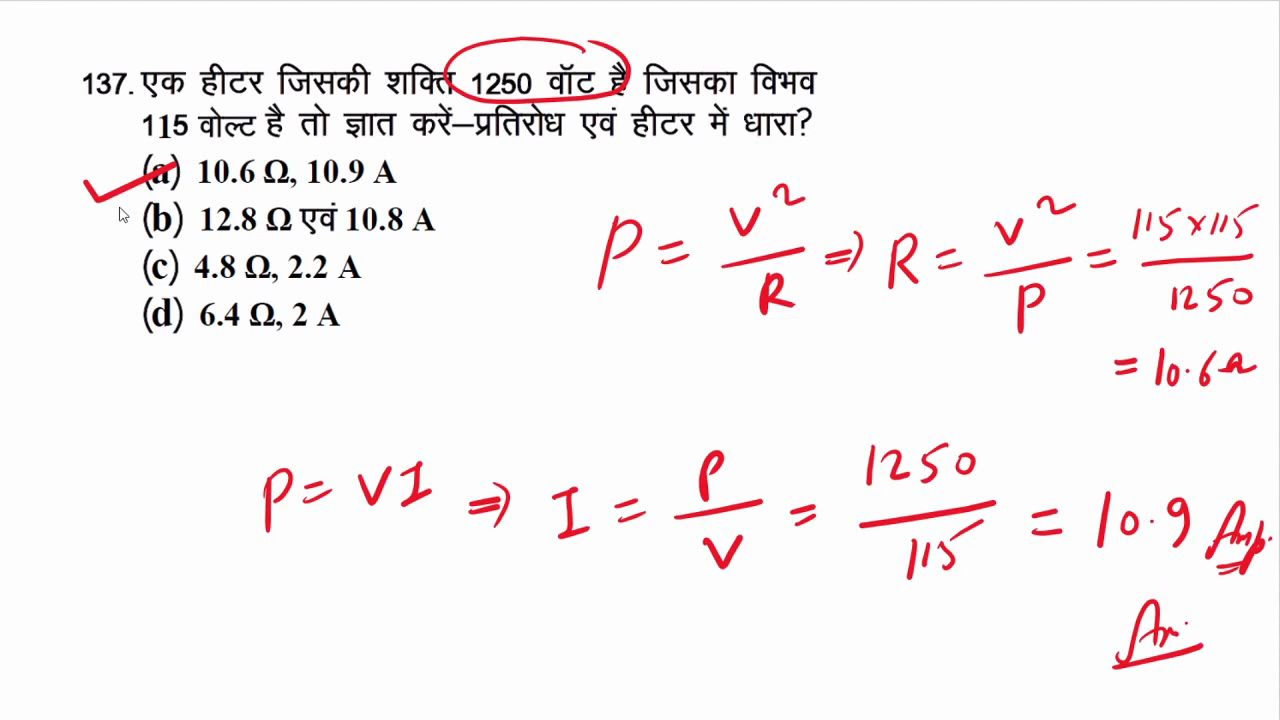 137. एक हीटर जिसकी शक्ति 1250 वॉट है जिसका विभव
115 वोल्ट है तो ज्ञात करें–प्रतिरोध एवं हीटर में धारा?
(a) 10.6 Ω, 10.9 A
(b) 12.8 Ω एवं 10.8 A
(c) 4.8 Ω, 2.2 A
(d) 6.4 Ω, 2 A
P = V²/R ⇒ R = V²/P = 115×115/1250
= 10.6 Ω
P = VI ⇒ I = P/V = 1250/115 = 10.9 Amp.
An.